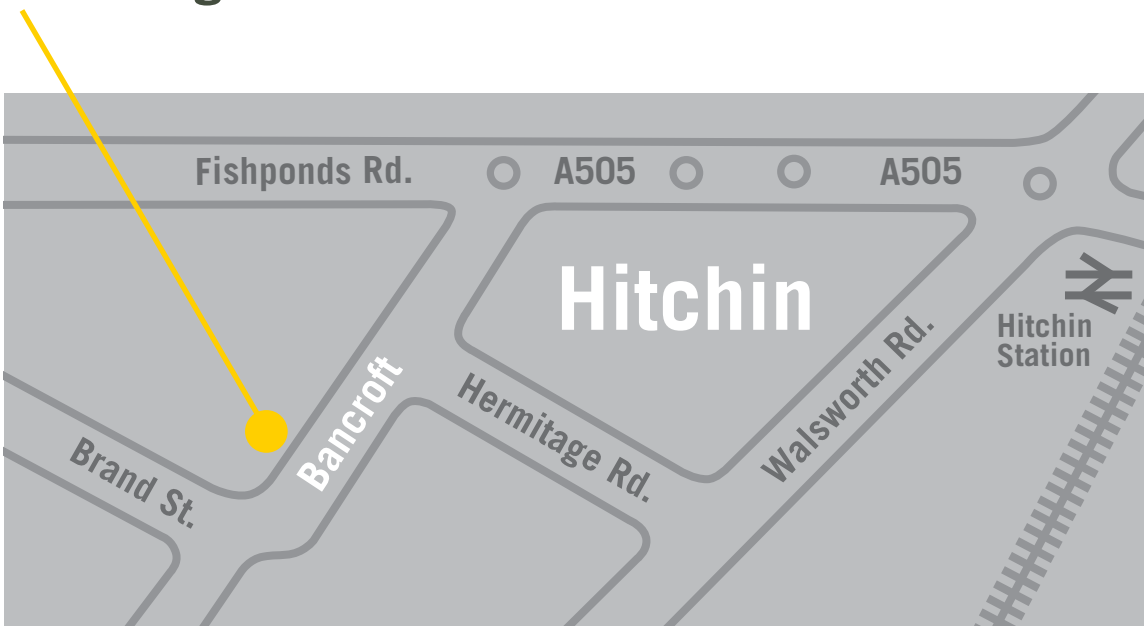 Fishponds Rd.
A505
A505
Hitchin
Hitchin
Station
Bancroft
Hermitage Rd.
Walsworth Rd.
Brand St.